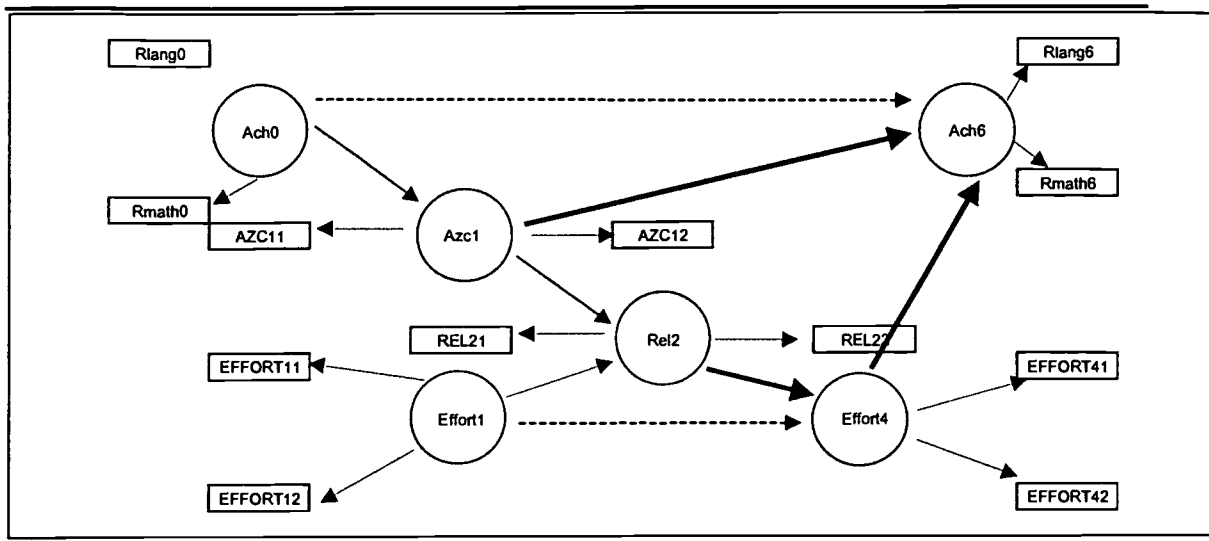 Rlang0
Rlang6
Ach0
Ach6
Rmath6
Rmath0
AZC11
Azc1
AZC12
REL21
Rel2
REL22
EFFORT11
EFFORT41
Effort1
Effort4
EFFORT12
EFFORT42